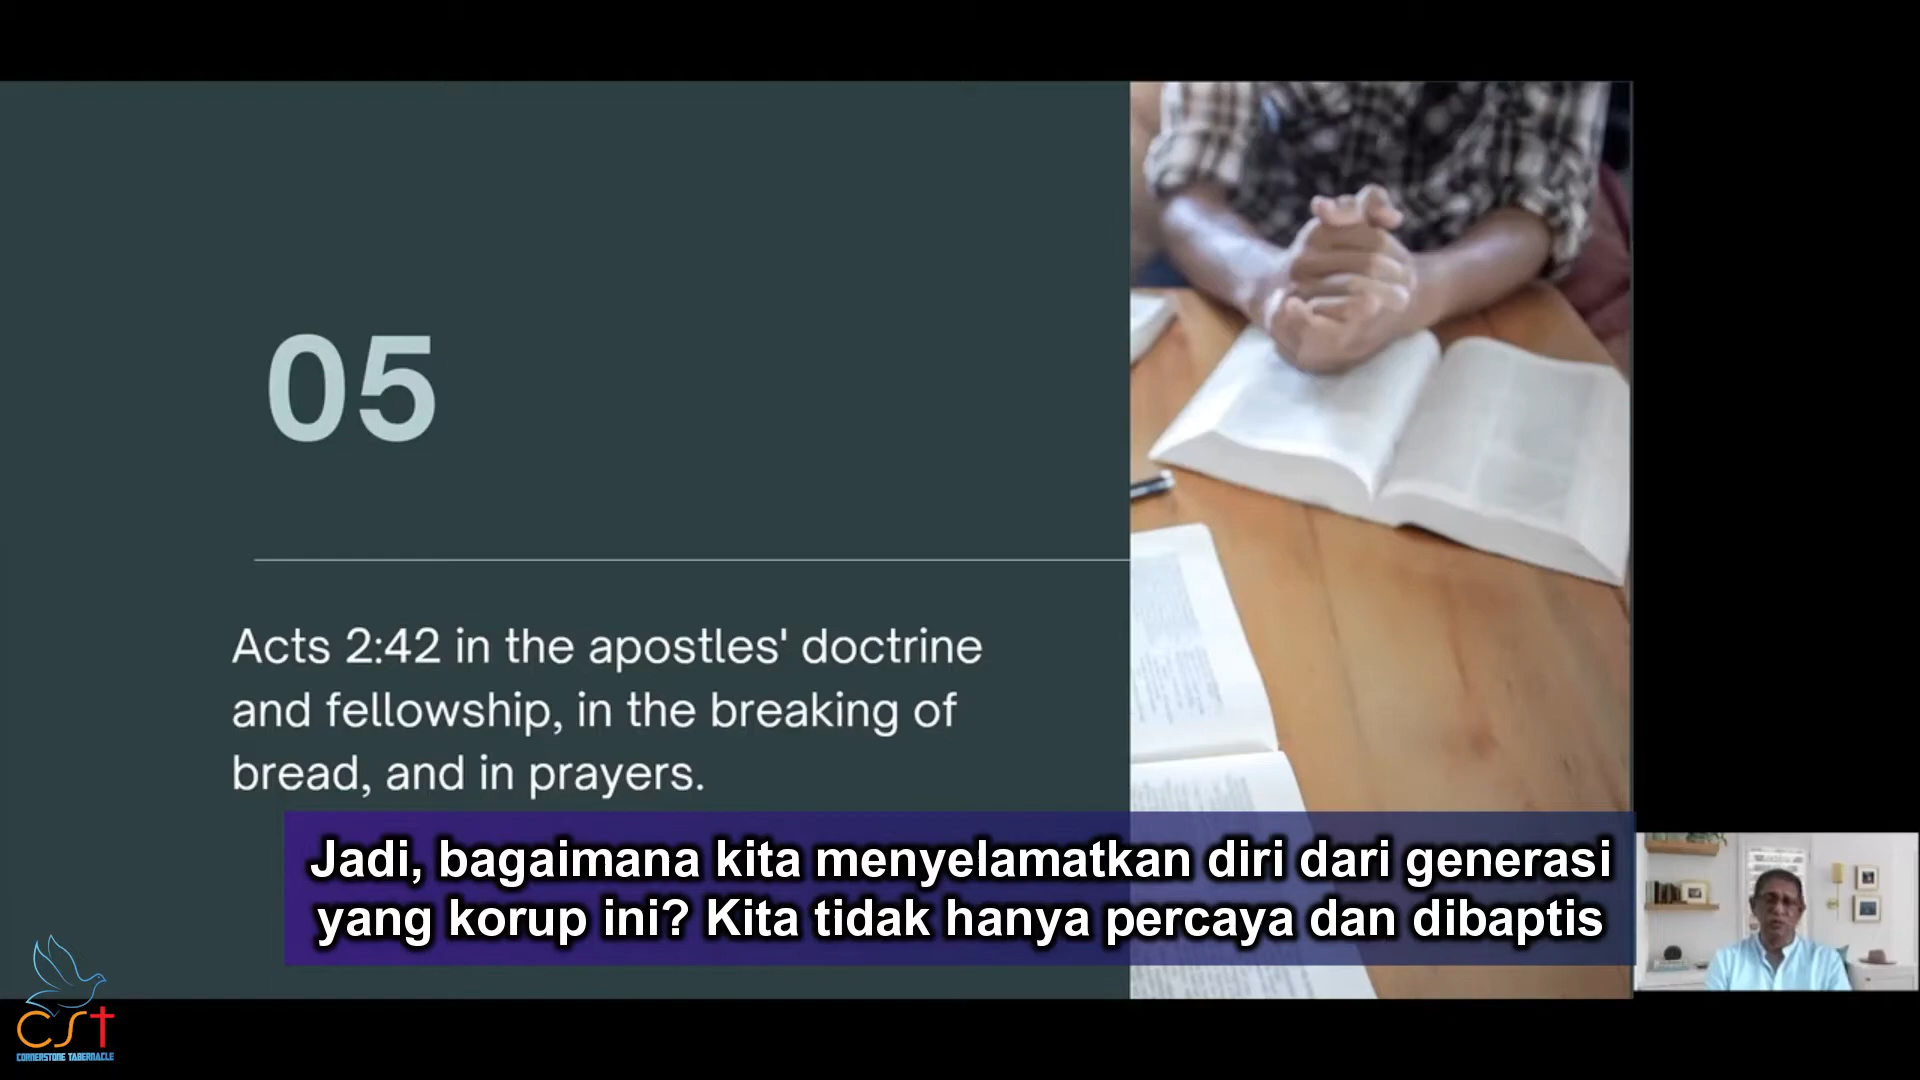 05
Acts 2:42 in the apostles' doctrine
and fellowship, in the breaking of
bread, and in prayers.
Jadi, bagaimana kita menyelamatkan diri dari generasi
yang korup ini? Kita tidak hanya percaya dan dibaptis
CST
CORNERSTONE TABERNACLE